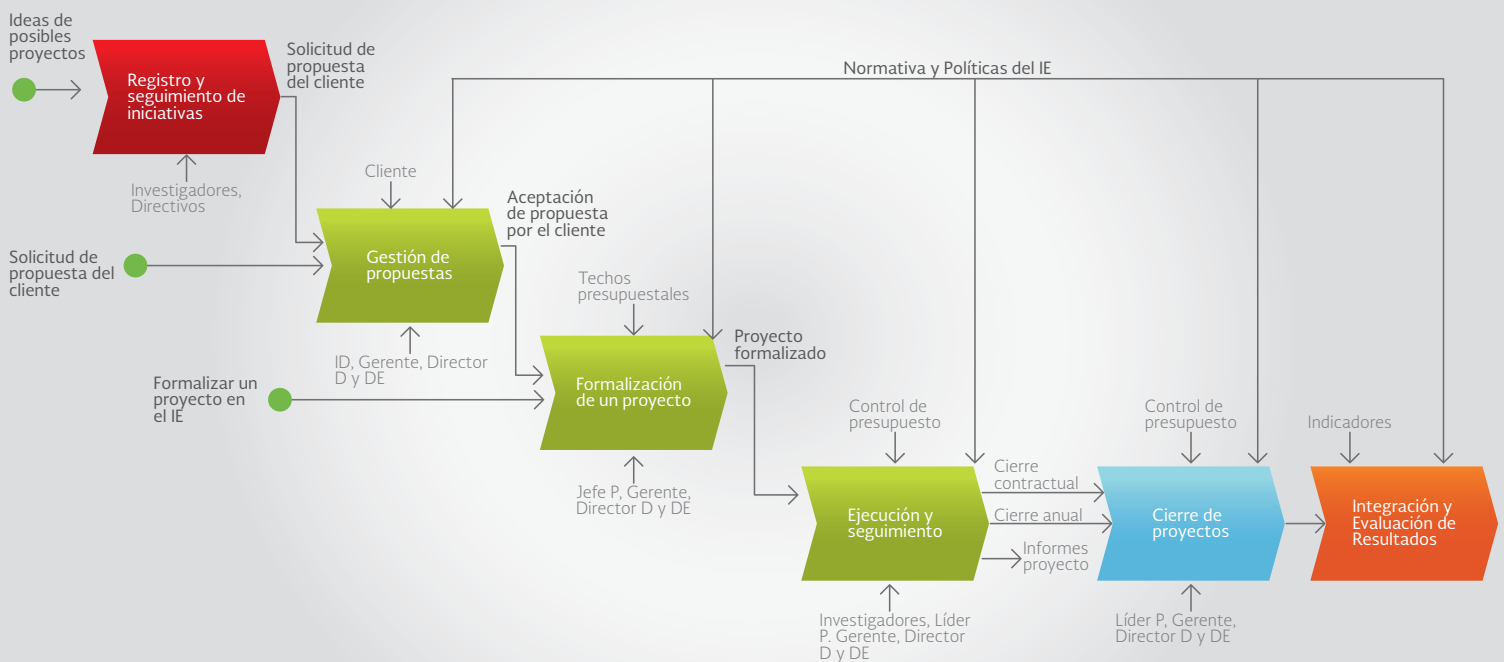 Ideas de
posibles
proyectos
Registro y
seguimiento de
iniciativas
Solicitud de
propuesta
del cliente
Investigadores,
Directivos
Normativa y Políticas del IE
Cliente
Solicitud de
propuesta del
cliente
Gestión de
propuestas
Aceptación
de propuesta
por el cliente
ID, Gerente, Director
D y DE
Techos
presupuestales
Formalizar un
proyecto en
el IE
Formalización
de un proyecto
Proyecto
formalizado
Jefe P, Gerente,
Director D y DE
Control de
presupuesto
Ejecución y
seguimiento
Cierre
contractual
Cierre anual
Informes
proyecto
Investigadores, Líder
P. Gerente, Director
D y DE
Control de
presupuesto
Cierre de
proyectos
Líder P, Gerente,
Director D y DE
Indicadores
Integración y
Evaluación de
Resultados